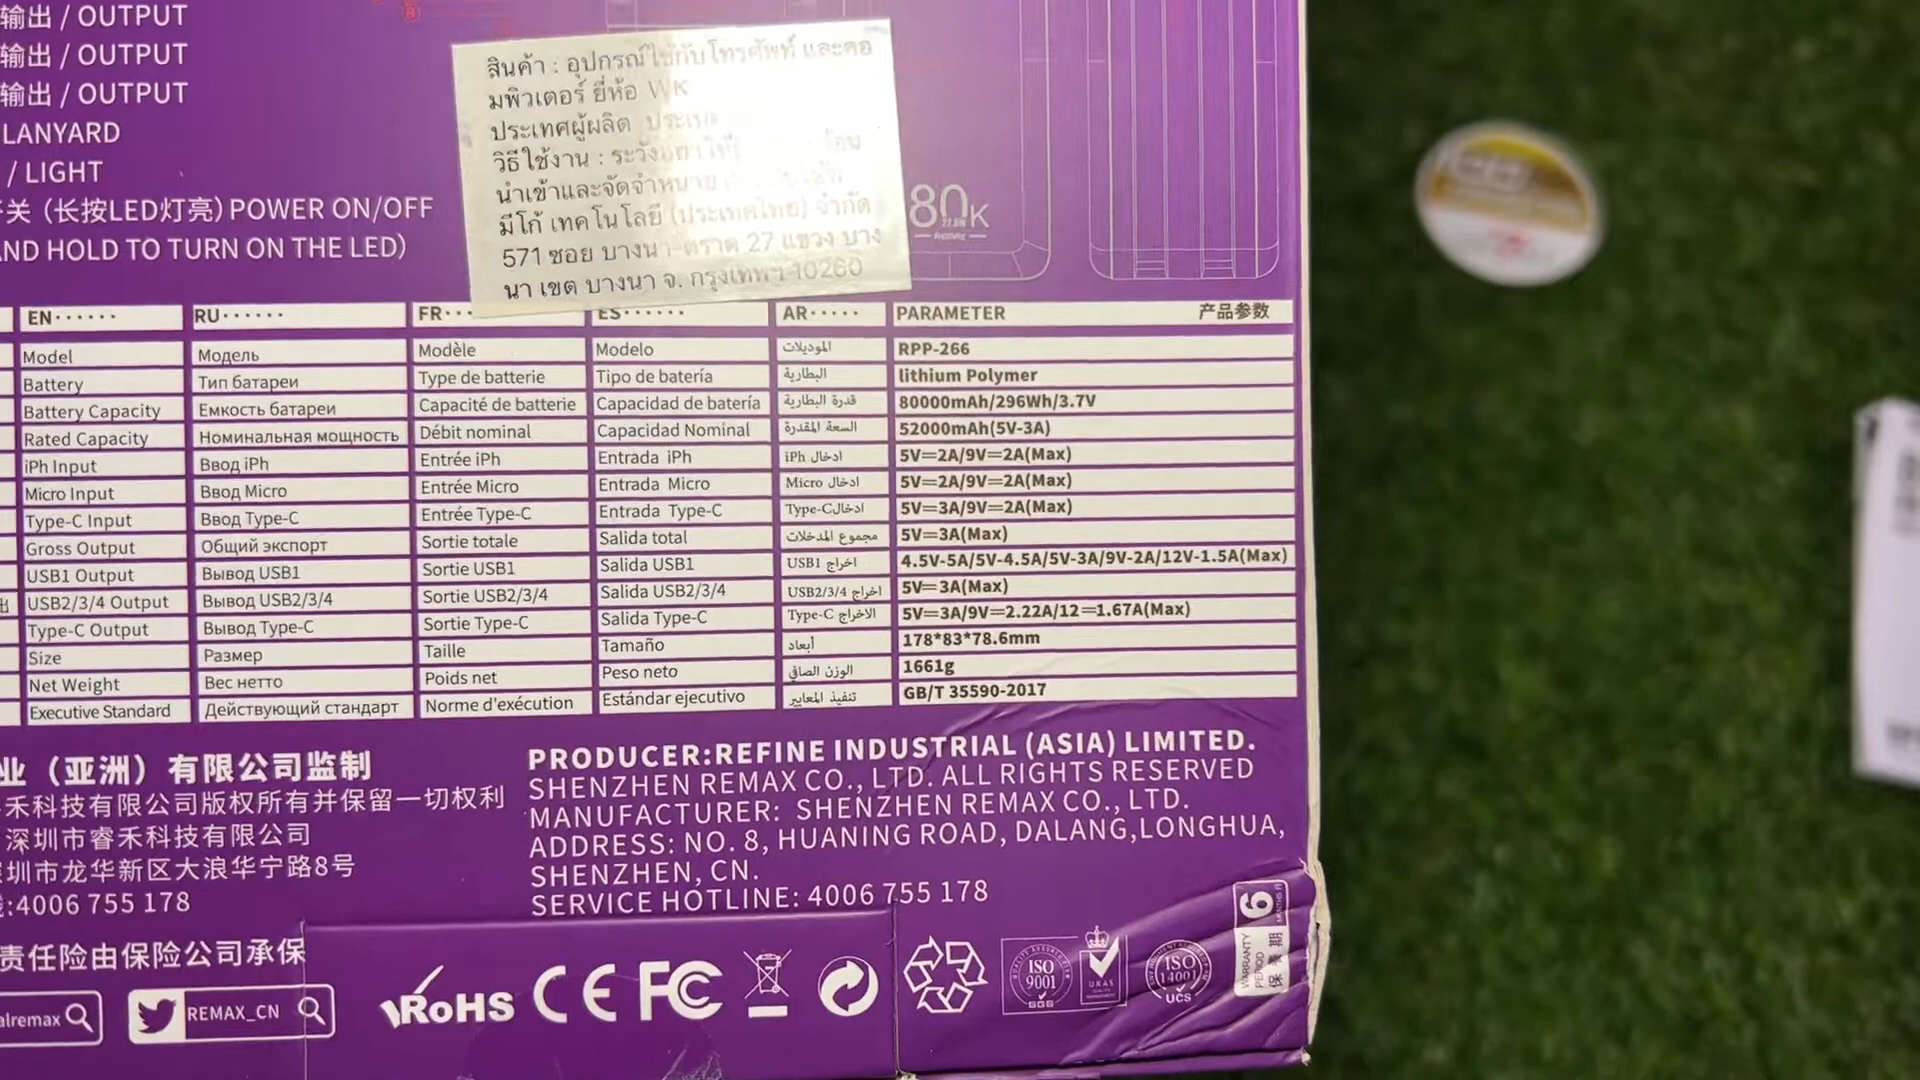 输出 / OUTPUT
输出 / OUTPUT
输出 / OUTPUT
LANYARD
/ LIGHT
关（长按LED灯亮）POWER ON/OFF
AND HOLD TO TURN ON THE LED)
สินค้า : อุปกรณ์ใช้กับโทรศัพท์ และคอ
มพิวเตอร์ ยี่ห้อ WK
ประเทศผู้ผลิต
วิธีใช้งาน :
นำเข้าและจัดจำหน่าย
มีโก้ เทคโนโลยี (ประเทศไทย) จำกัด
571 ซอย บางนา-ตราด 27 แขวง บาง
นา เขต บางนา จ. กรุงเทพฯ 10260
80K
22.5W
EN······ RU······ FR··· ES······ AR····· PARAMETER 产品参数
Model Модель Modèle Modelo الموديلات RPP-266
Battery Тип батареи Type de batterie Tipo de batería البطارية lithium Polymer
Battery Capacity Емкость батареи Capacité de batterie Capacidad de batería قدرة البطارية 80000mAh/296Wh/3.7V
Rated Capacity Номинальная мощность Débit nominal Capacidad Nominal السعة المقدرة 52000mAh(5V-3A)
iPh Input Ввод iPh Entrée iPh Entrada iPh ادخال iPh 5V⎓2A/9V⎓2A(Max)
Micro Input Ввод Micro Entrée Micro Entrada Micro ادخال Micro 5V⎓2A/9V⎓2A(Max)
Type-C Input Ввод Type-C Entrée Type-C Entrada Type-C ادخالType-C 5V⎓3A/9V⎓2A(Max)
Gross Output Общий экспорт Sortie totale Salida total مجموع المدخلات 5V⎓3A(Max)
USB1 Output Вывод USB1 Sortie USB1 Salida USB1 اخراج USB1 4.5V-5A/5V-4.5A/5V-3A/9V-2A/12V-1.5A(Max)
出 USB2/3/4 Output Вывод USB2/3/4 Sortie USB2/3/4 Salida USB2/3/4 اخراج USB2/3/4 5V⎓3A(Max)
Type-C Output Вывод Type-C Sortie Type-C Salida Type-C الاخراج Type-C 5V⎓3A/9V⎓2.22A/12⎓1.67A(Max)
Size Размер Taille Tamaño أبعاد 178*83*78.6mm
Net Weight Вес нетто Poids net Peso neto الوزن الصافي 1661g
Executive Standard Действующий стандарт Norme d'exécution Estándar ejecutivo تنفيذ المعايير GB/T 35590-2017
业（亚洲）有限公司监制
禾科技有限公司版权所有并保留一切权利
深圳市睿禾科技有限公司
圳市龙华新区大浪华宁路8号
:4006 755 178
责任险由保险公司承保
PRODUCER:REFINE INDUSTRIAL (ASIA) LIMITED.
SHENZHEN REMAX CO., LTD. ALL RIGHTS RESERVED
MANUFACTURER: SHENZHEN REMAX CO., LTD.
ADDRESS: NO. 8, HUANING ROAD, DALANG,LONGHUA,
SHENZHEN, CN.
SERVICE HOTLINE: 4006 755 178
alremax
REMAX_CN
RoHS CE FC
ISO
9001
SGS
UKAS
ISO
14001
UCS
WARRANTY
PERIOD
保 期
6
MONTHS